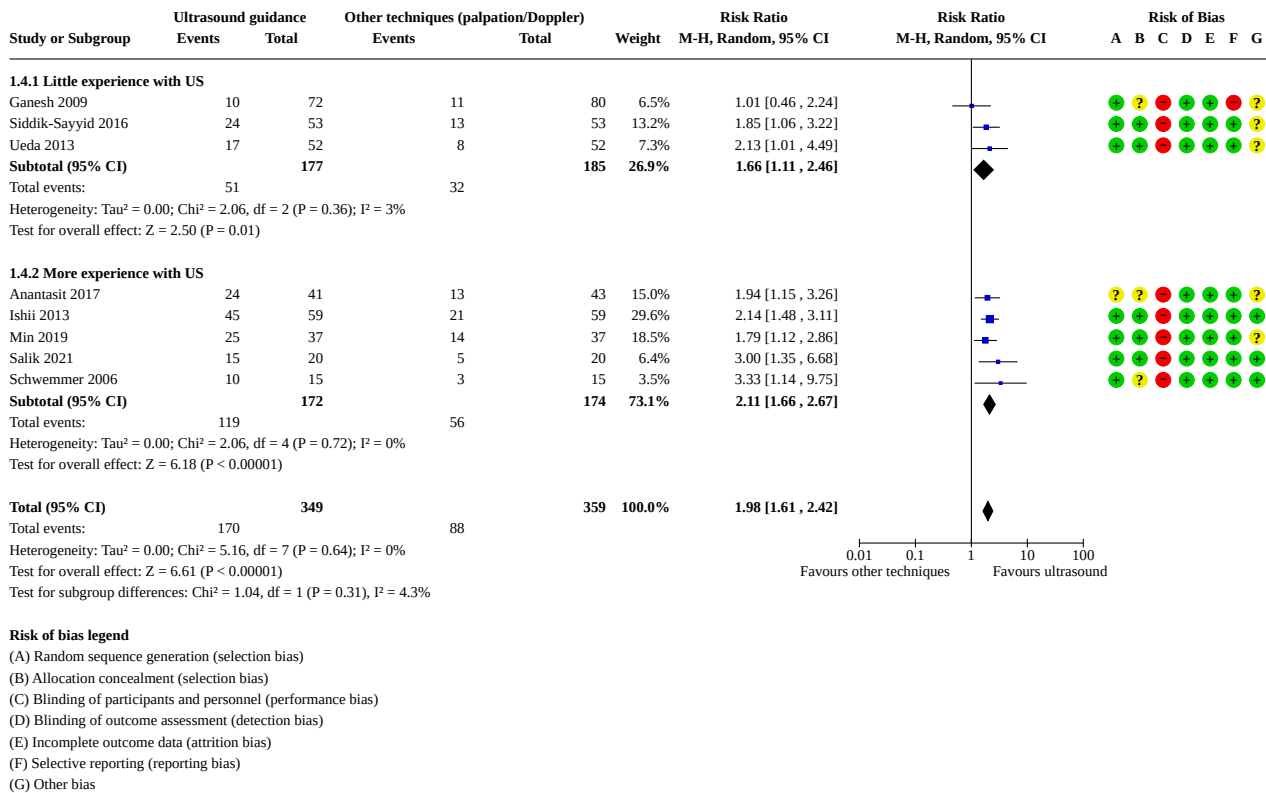 Ultrasound guidance Other techniques (palpation/Doppler) Risk Ratio Risk Ratio Risk of Bias
Study or Subgroup Events Total Events Total Weight M-H, Random, 95% CI M-H, Random, 95% CI A B C D E F G
1.4.1 Little experience with US
Ganesh 2009 10 72 11 80 6.5% 1.01 [0.46 , 2.24] + ? − + + − ?
Siddik-Sayyid 2016 24 53 13 53 13.2% 1.85 [1.06 , 3.22] + + − + + + ?
Ueda 2013 17 52 8 52 7.3% 2.13 [1.01 , 4.49] + + − + + + ?
Subtotal (95% CI) 177 185 26.9% 1.66 [1.11 , 2.46]
Total events: 51 32
Heterogeneity: Tau² = 0.00; Chi² = 2.06, df = 2 (P = 0.36); I² = 3%
Test for overall effect: Z = 2.50 (P = 0.01)
1.4.2 More experience with US
Anantasit 2017 24 41 13 43 15.0% 1.94 [1.15 , 3.26] ? ? − + + + ?
Ishii 2013 45 59 21 59 29.6% 2.14 [1.48 , 3.11] + + − + + + +
Min 2019 25 37 14 37 18.5% 1.79 [1.12 , 2.86] + + − + + + ?
Salik 2021 15 20 5 20 6.4% 3.00 [1.35 , 6.68] + + − + + + +
Schwemmer 2006 10 15 3 15 3.5% 3.33 [1.14 , 9.75] + ? − + + + +
Subtotal (95% CI) 172 174 73.1% 2.11 [1.66 , 2.67]
Total events: 119 56
Heterogeneity: Tau² = 0.00; Chi² = 2.06, df = 4 (P = 0.72); I² = 0%
Test for overall effect: Z = 6.18 (P < 0.00001)
Total (95% CI) 349 359 100.0% 1.98 [1.61 , 2.42]
Total events: 170 88
Heterogeneity: Tau² = 0.00; Chi² = 5.16, df = 7 (P = 0.64); I² = 0%
0.01 0.1 1 10 100
Test for overall effect: Z = 6.61 (P < 0.00001)
Favours other techniques Favours ultrasound
Test for subgroup differences: Chi² = 1.04, df = 1 (P = 0.31), I² = 4.3%
Risk of bias legend
(A) Random sequence generation (selection bias)
(B) Allocation concealment (selection bias)
(C) Blinding of participants and personnel (performance bias)
(D) Blinding of outcome assessment (detection bias)
(E) Incomplete outcome data (attrition bias)
(F) Selective reporting (reporting bias)
(G) Other bias